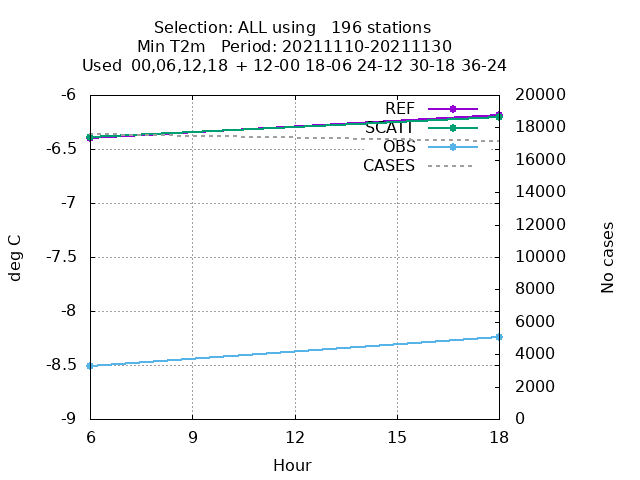 Selection: ALL using   196 stations
Min T2m   Period: 20211110-20211130
Used  00,06,12,18 + 12-00 18-06 24-12 30-18 36-24
-6
-6.5
-7
-7.5
-8
-8.5
-9
deg C
REF
SCATT
OBS
CASES
20000
18000
16000
14000
12000
10000
8000
6000
4000
2000
0
No cases
6 9 12 15 18
Hour